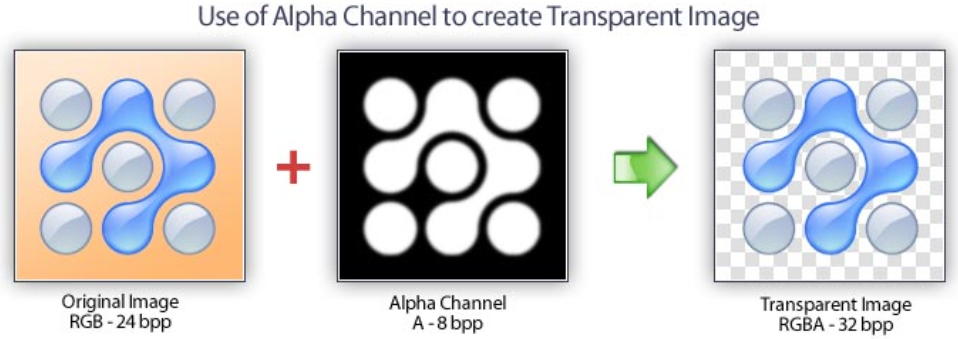 Use of Alpha Channel to create Transparent Image
Original Image
RGB - 24 bpp
Alpha Channel
A - 8 bpp
Transparent Image
RGBA - 32 bpp